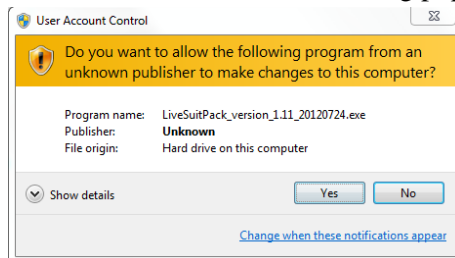 User Account Control
Do you want to allow the following program from an
unknown publisher to make changes to this computer?
Program name: LiveSuitPack_version_1.11_20120724.exe
Publisher: Unknown
File origin: Hard drive on this computer
Show details Yes No
Change when these notifications appear